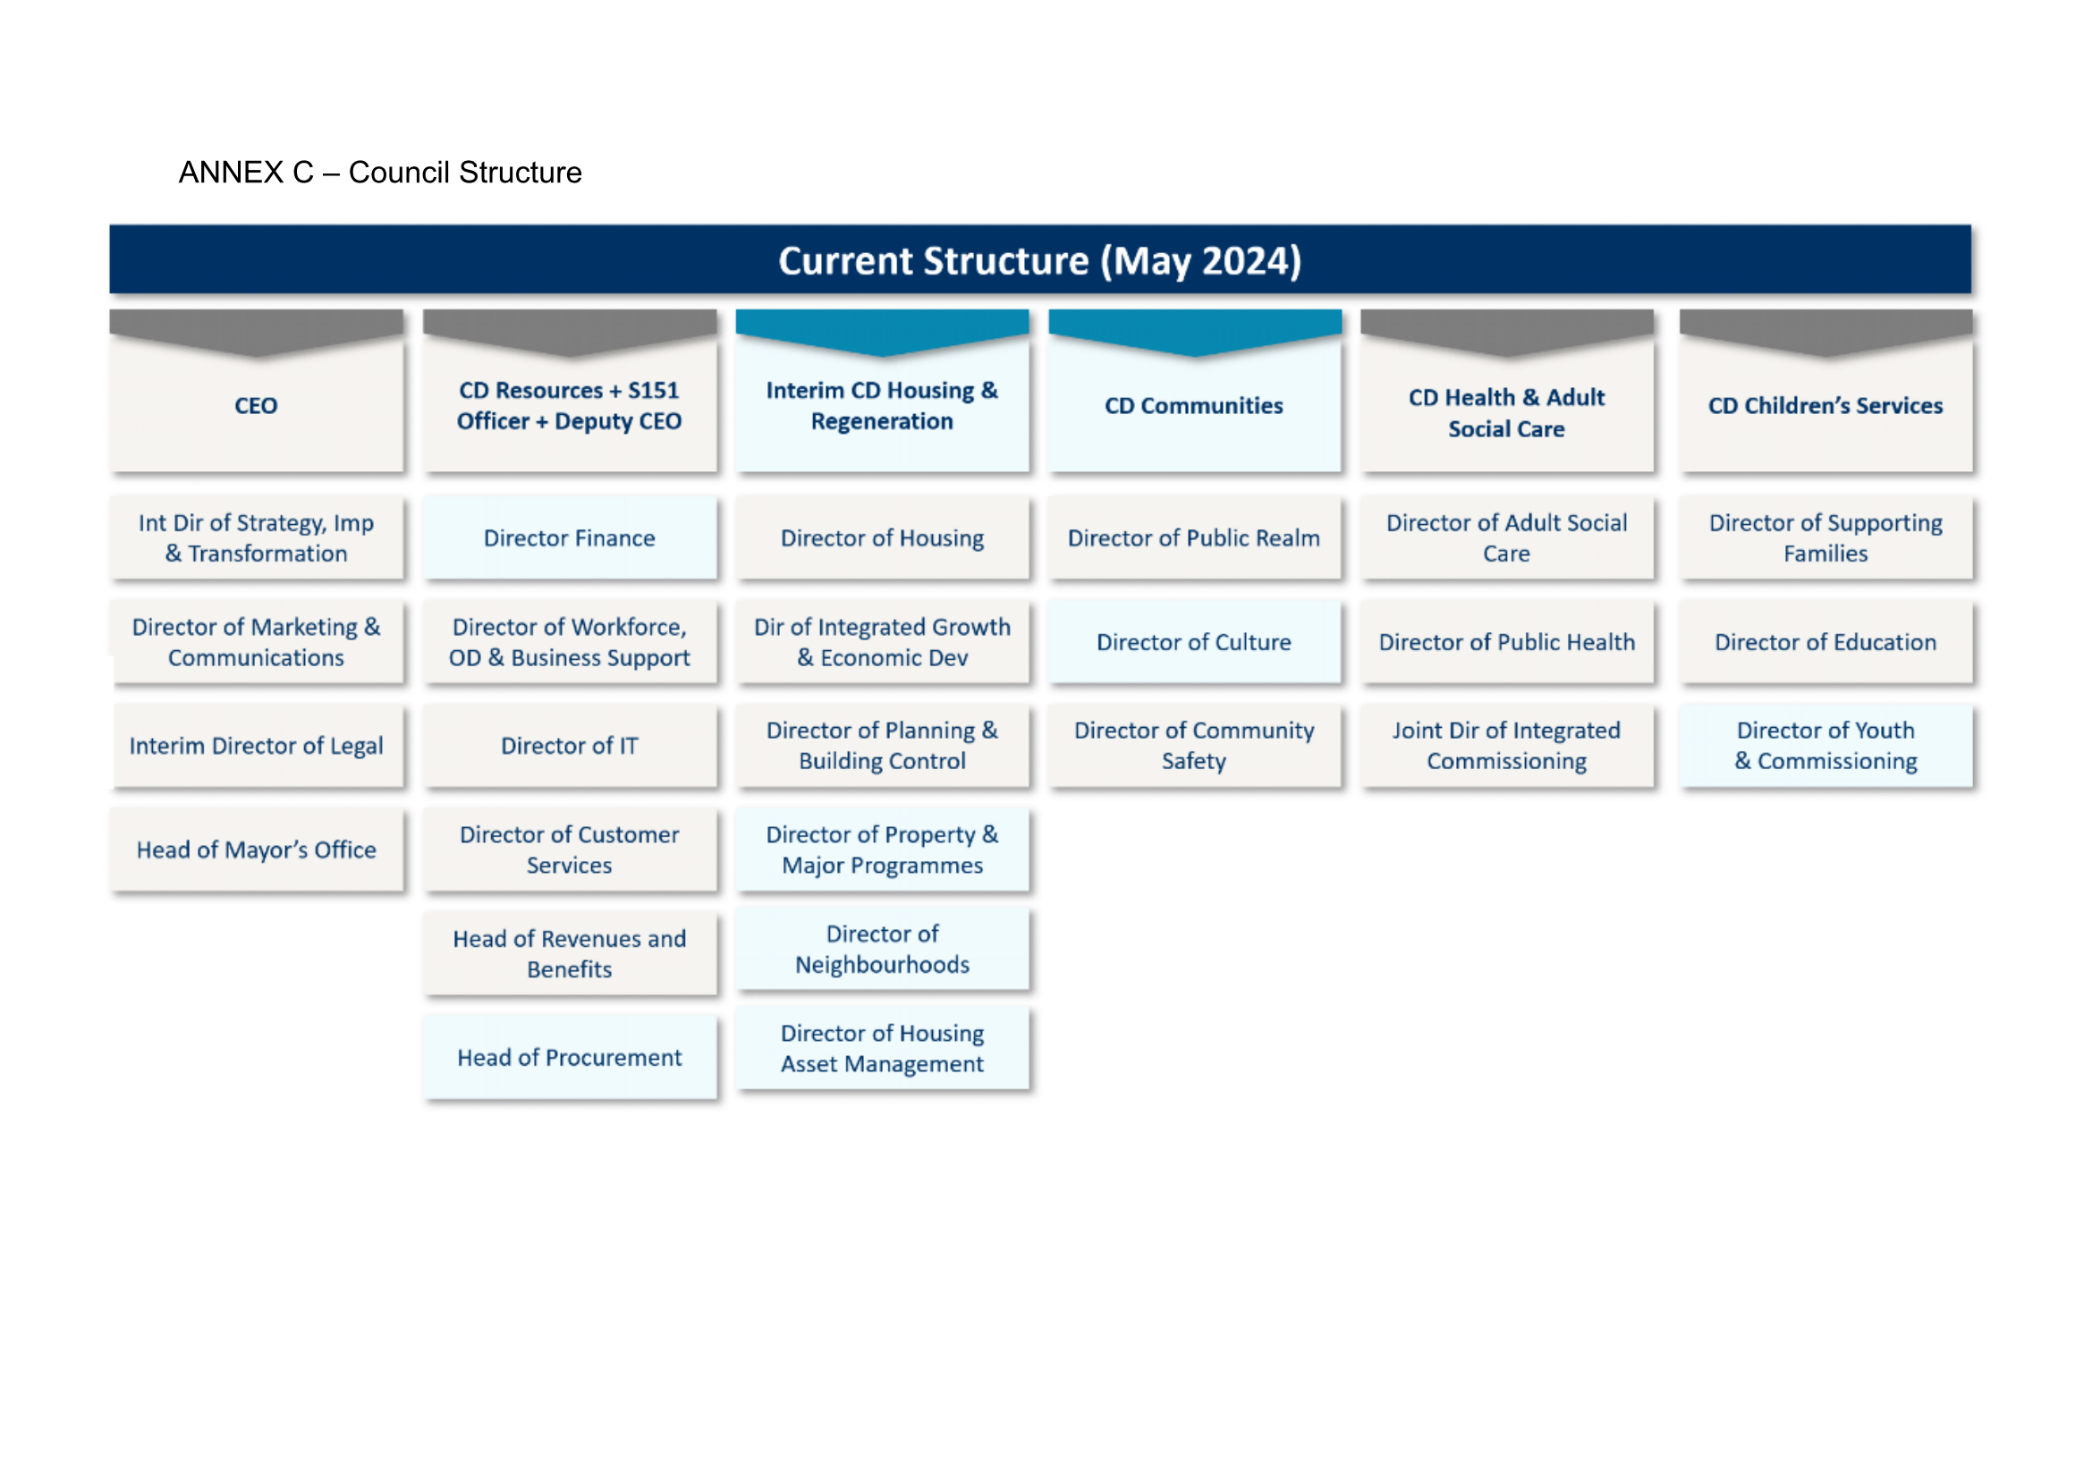 ANNEX C – Council Structure
Current Structure (May 2024)
CEO
Int Dir of Strategy, Imp
& Transformation
Director of Marketing &
Communications
Interim Director of Legal
Head of Mayor’s Office
CD Resources + S151
Officer + Deputy CEO
Director Finance
Director of Workforce,
OD & Business Support
Director of IT
Director of Customer
Services
Head of Revenues and
Benefits
Head of Procurement
Interim CD Housing &
Regeneration
Director of Housing
Dir of Integrated Growth
& Economic Dev
Director of Planning &
Building Control
Director of Property &
Major Programmes
Director of
Neighbourhoods
Director of Housing
Asset Management
CD Communities
Director of Public Realm
Director of Culture
Director of Community
Safety
CD Health & Adult
Social Care
Director of Adult Social
Care
Director of Public Health
Joint Dir of Integrated
Commissioning
CD Children’s Services
Director of Supporting
Families
Director of Education
Director of Youth
& Commissioning